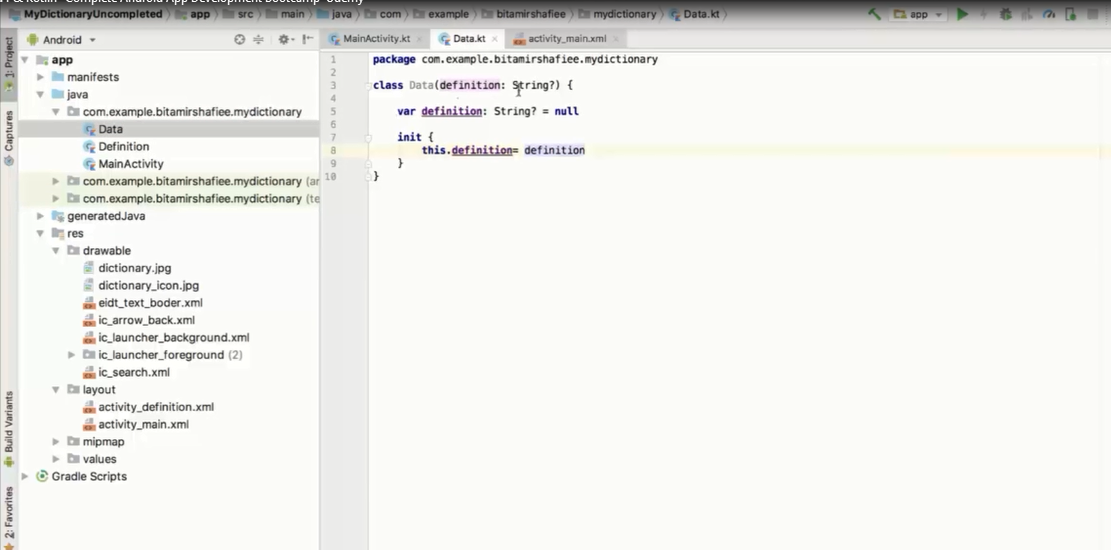 & Kotlin - Complete Android App Development Bootcamp Udemy
MyDictionaryUncompleted app src main java com example bitamirshafiee mydictionary Data.kt app
Android MainActivity.kt Data.kt activity_main.xml
1: Project
Captures
Build Variants
2: Favorites
app
manifests
java
com.example.bitamirshafiee.mydictionary
Data
Definition
MainActivity
com.example.bitamirshafiee.mydictionary (ar
com.example.bitamirshafiee.mydictionary (te
generatedJava
res
drawable
dictionary.jpg
dictionary_icon.jpg
eidt_text_boder.xml
ic_arrow_back.xml
ic_launcher_background.xml
ic_launcher_foreground (2)
ic_search.xml
layout
activity_definition.xml
activity_main.xml
mipmap
values
Gradle Scripts
1 package com.example.bitamirshafiee.mydictionary
2
3 class Data(definition: String?) {
4
5 var definition: String? = null
6
7 init {
8 this.definition= definition
9 }
10 }